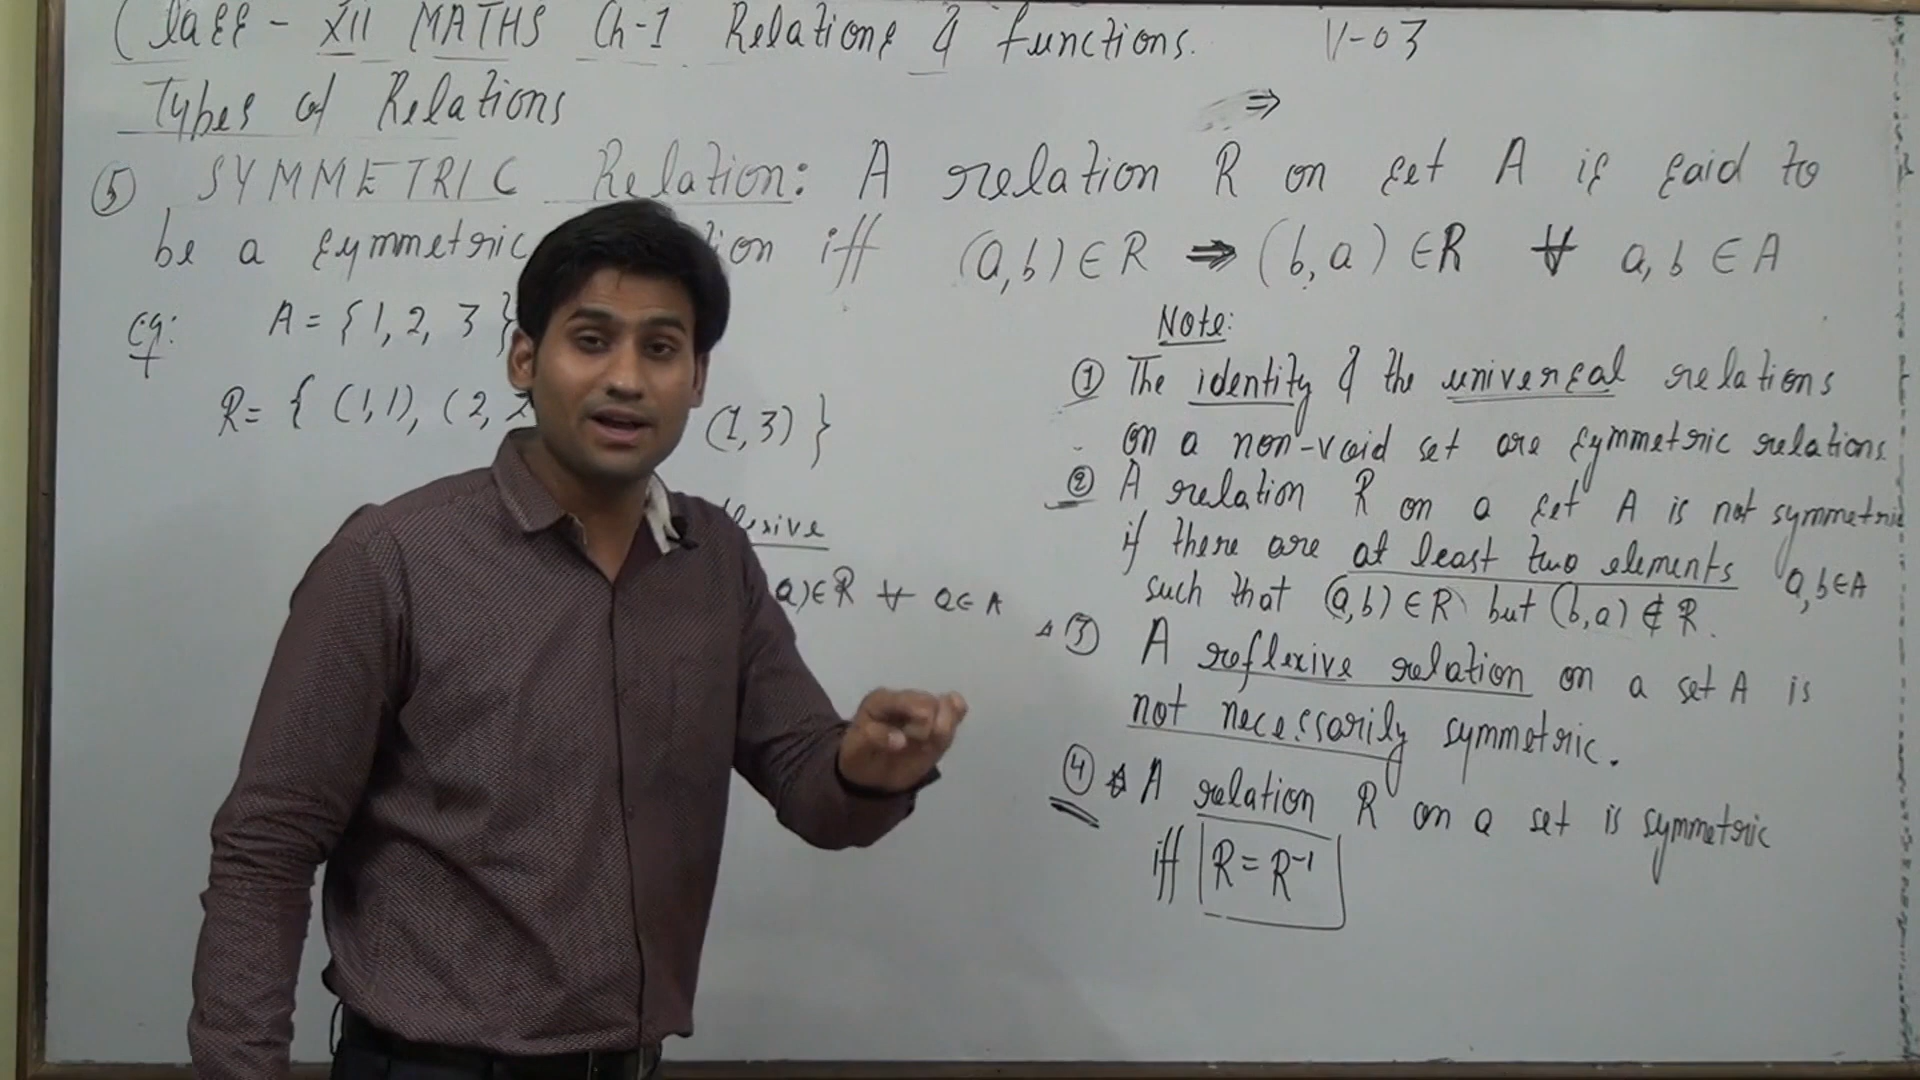 Class - XII MATHS Ch-1 Relations & functions. V-03
Types of Relations
⇒
⑤ SYMMETRIC Relation: A relation R on set A is said to
be a symmetric ion iff (a,b) ∈ R ⇒ (b,a) ∈ R ∀ a,b ∈ A
eg: A = {1, 2, 3}
R = { (1,1), (2,2 (1,3) }
lexive
a) ∈ R ∀ a ∈ A
Note:
① The identity & the universal relations
on a non-void set are symmetric relations
② A relation R on a set A is not symmetric
if there are at least two elements a,b ∈ A
such that (a,b) ∈ R but (b,a) ∉ R.
③ A reflexive relation on a set A is
not necessarily symmetric.
④ A relation R on a set is symmetric
iff R = R⁻¹